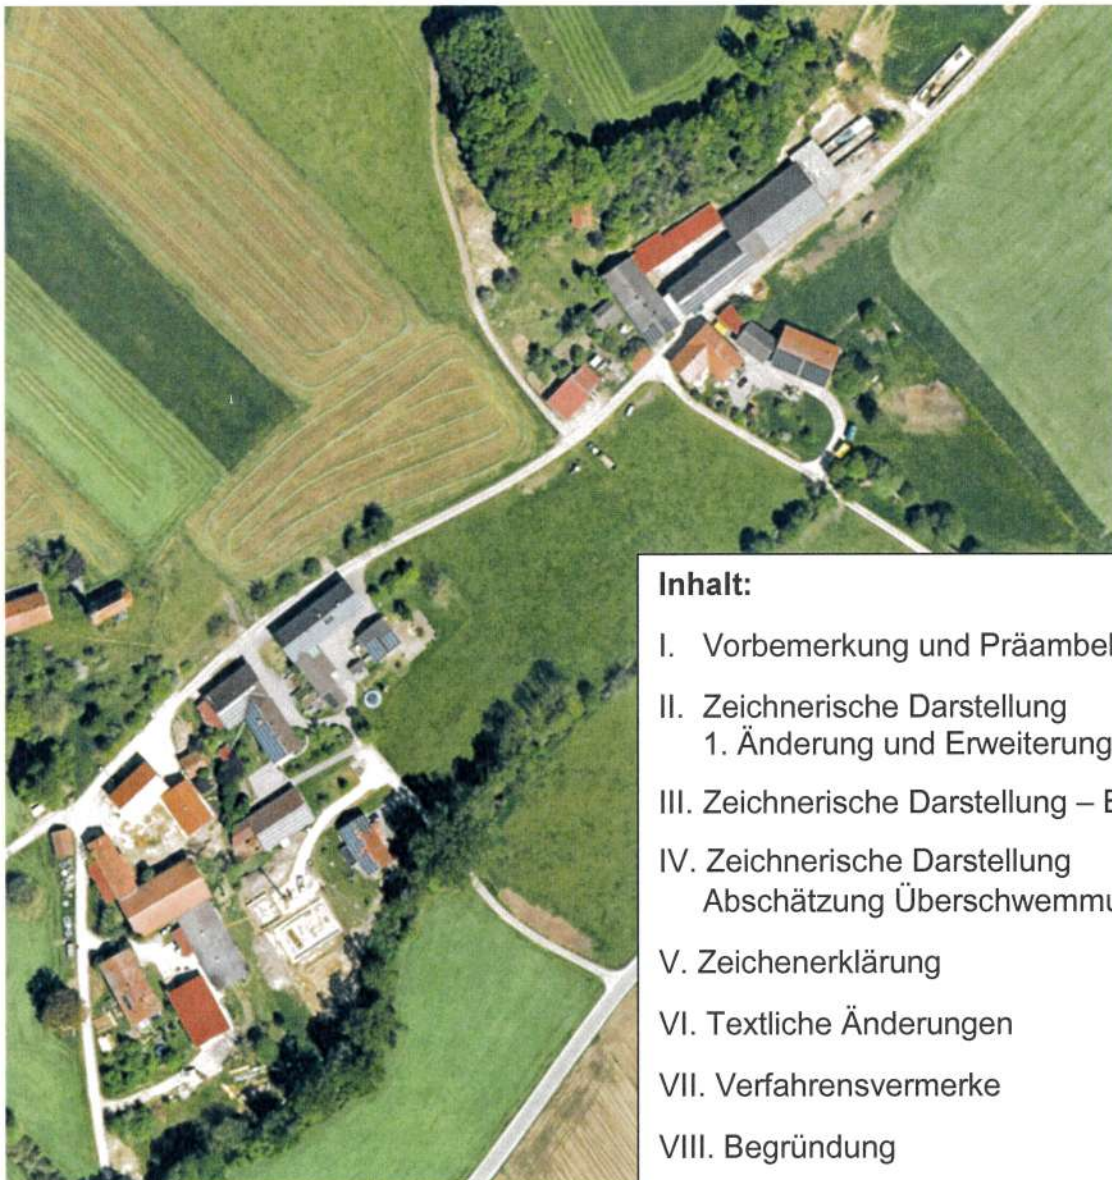 Inhalt:
I. Vorbemerkung und Präambel
II. Zeichnerische Darstellung
1. Änderung und Erweiterung
III. Zeichnerische Darstellung –
IV. Zeichnerische Darstellung
Abschätzung
V. Zeichenerklärung
VI. Textliche Änderungen
VII. Verfahrensvermerke
VIII. Begründung